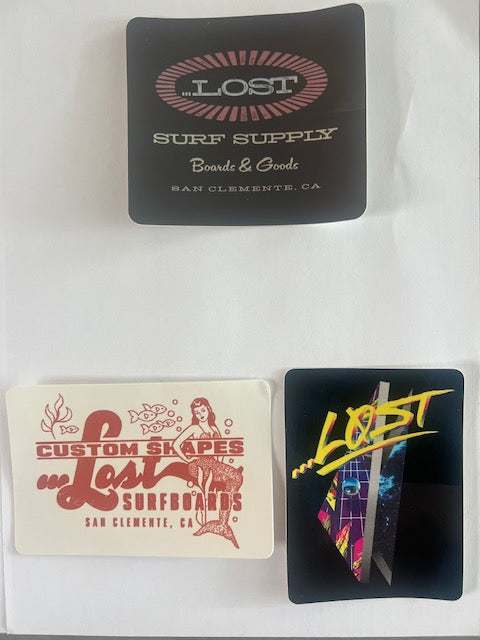 ...LOST
SURF SUPPLY
Boards & Goods
SAN CLEMENTE, CA
CUSTOM SHAPES
...Lost
SURFBOARDS
SAN CLEMENTE, CA
...LOST